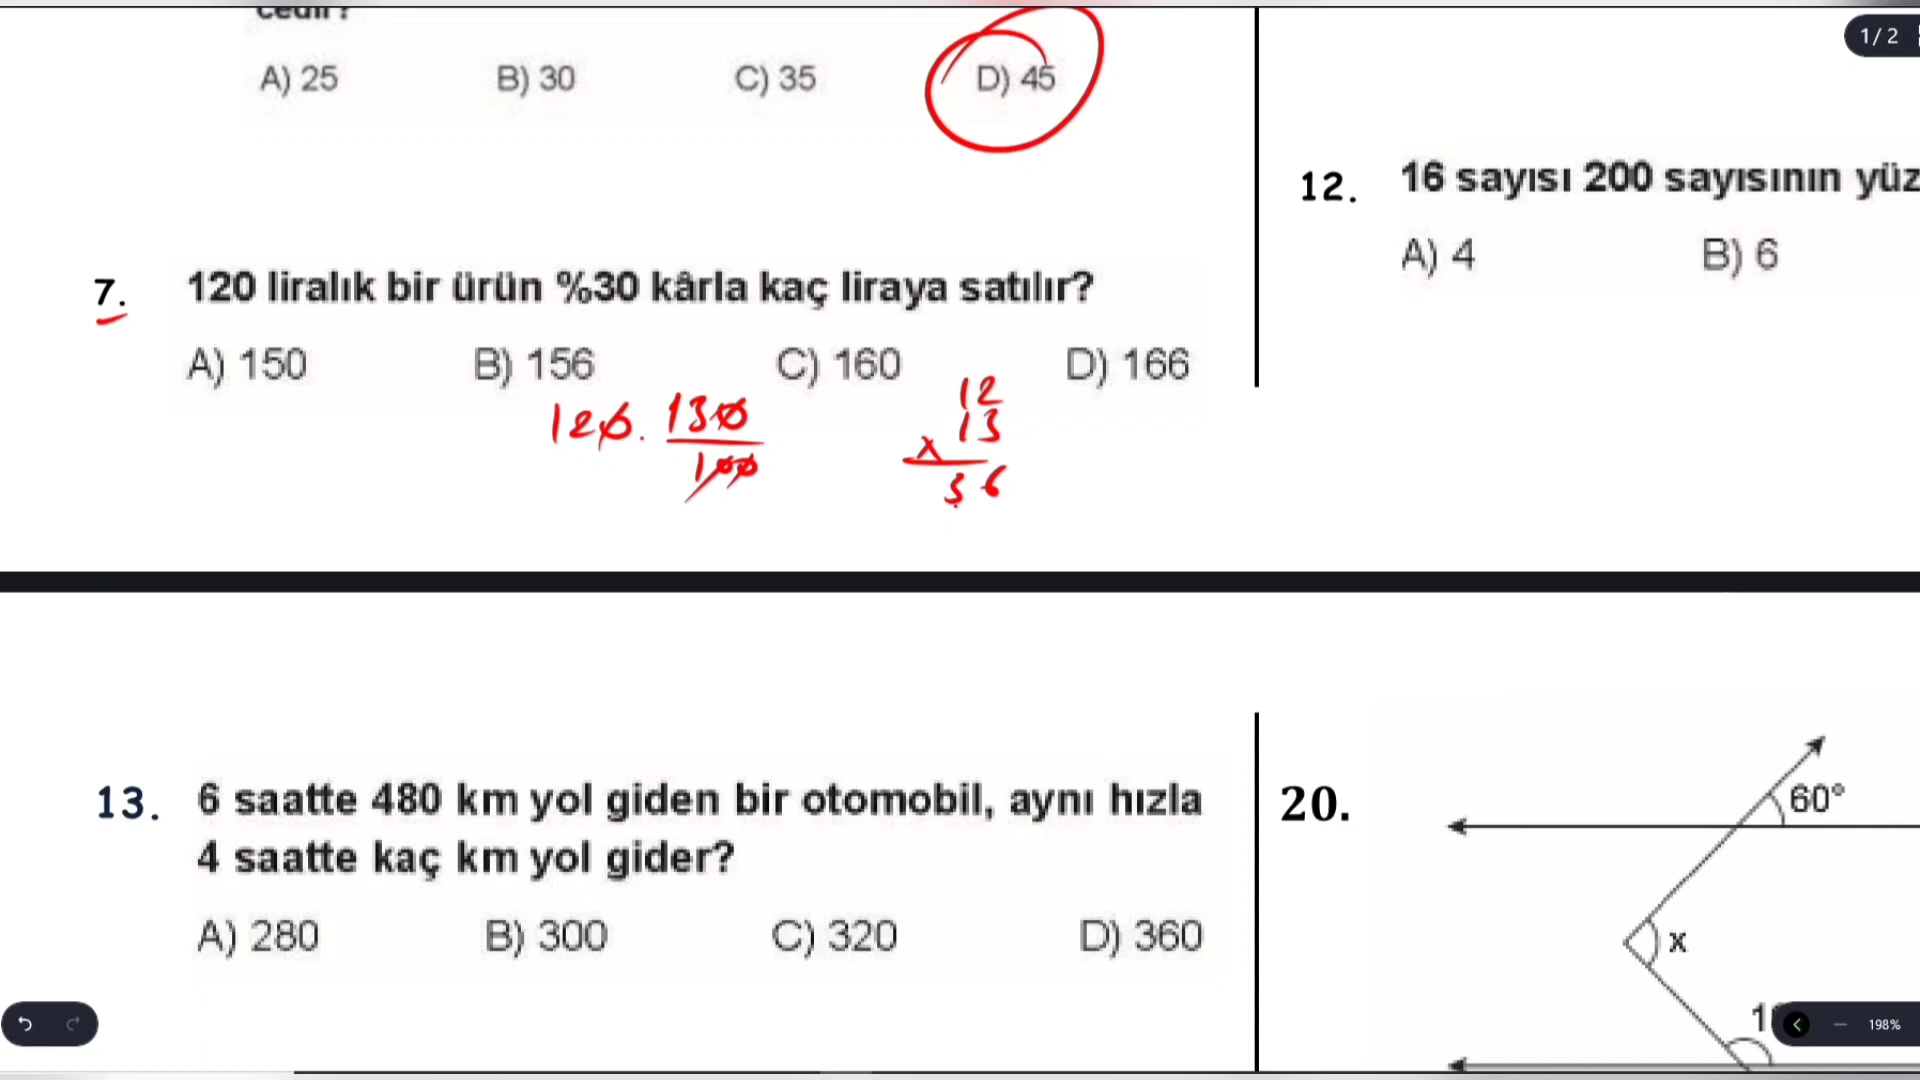 A) 25 B) 30 C) 35 D) 45
7. 120 liralık bir ürün %30 kârla kaç liraya satılır?
A) 150 B) 156 C) 160 D) 166
120 . 130
100
12
13
x
36
13. 6 saatte 480 km yol giden bir otomobil, aynı hızla
4 saatte kaç km yol gider?
A) 280 B) 300 C) 320 D) 360
1/2
12. 16 sayısı 200 sayısının yüz
A) 4 B) 6
20.
60°
x
198%